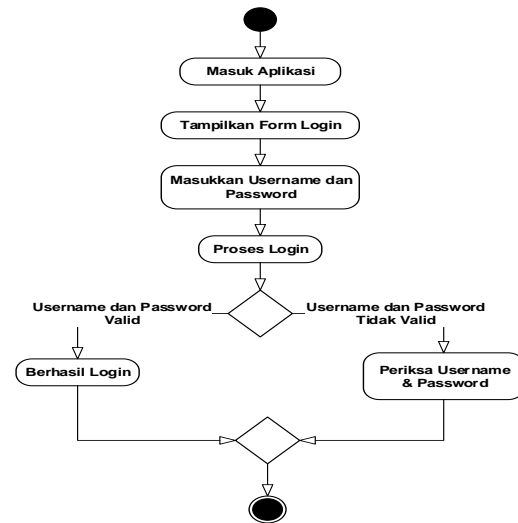 Masuk Aplikasi
Tampilkan Form Login
Masukkan Username dan
Password
Proses Login
Username dan Password
Valid
Username dan Password
Tidak Valid
Berhasil Login
Periksa Username
& Password